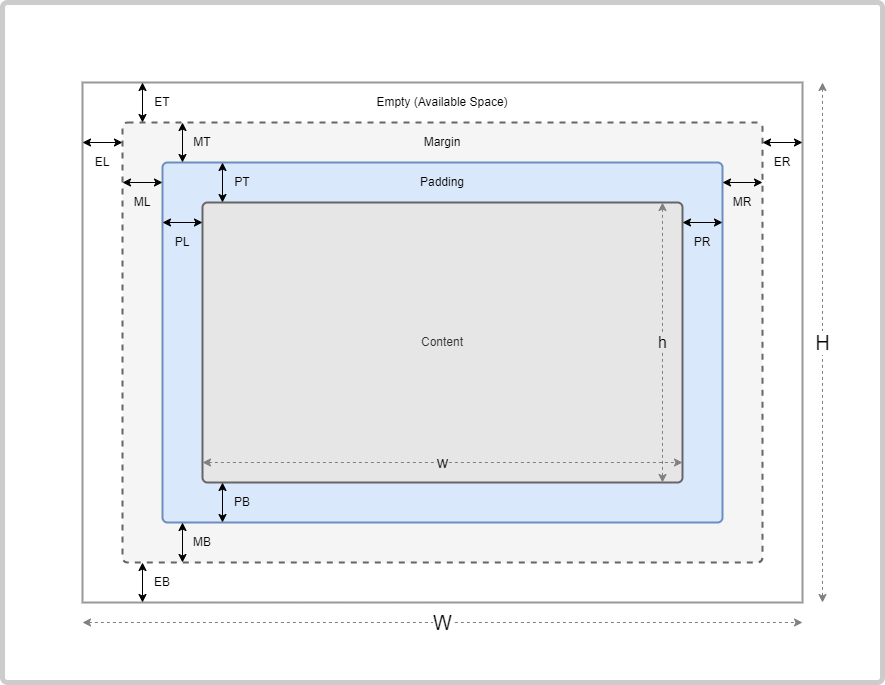 ET
Empty (Available Space)
MT
Margin
EL
ER
PT
Padding
ML
MR
PL
PR
Content
h
H
w
PB
MB
EB
W